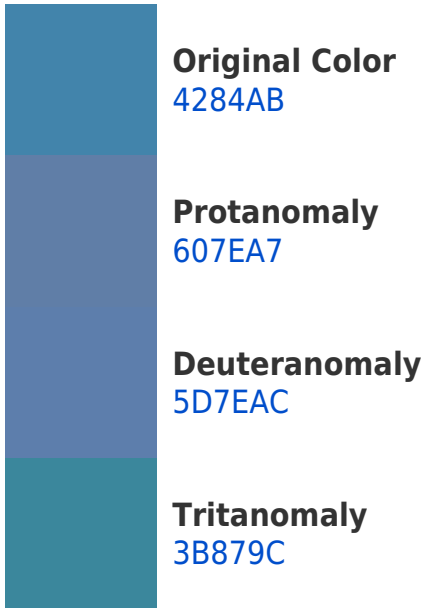 Original Color
4284AB
Protanomaly
607EA7
Deuteranomaly
5D7EAC
Tritanomaly
3B879C